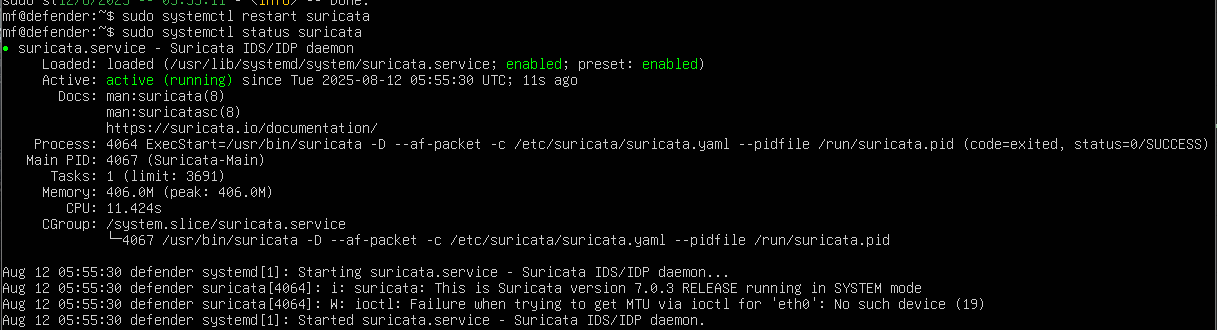 mf@defender:~$ sudo systemctl restart suricata
mf@defender:~$ sudo systemctl status suricata
● suricata.service - Suricata IDS/IDP daemon
Loaded: loaded (/usr/lib/systemd/system/suricata.service; enabled; preset: enabled)
Active: active (running) since Tue 2025-08-12 05:55:30 UTC; 11s ago
Docs: man:suricata(8)
man:suricatasc(8)
https://suricata.io/documentation/
Process: 4064 ExecStart=/usr/bin/suricata -D --af-packet -c /etc/suricata/suricata.yaml --pidfile /run/suricata.pid (code=exited, status=0/SUCCESS)
Main PID: 4067 (Suricata-Main)
Tasks: 1 (limit: 3691)
Memory: 406.0M (peak: 406.0M)
CPU: 11.424s
CGroup: /system.slice/suricata.service
└─4067 /usr/bin/suricata -D --af-packet -c /etc/suricata/suricata.yaml --pidfile /run/suricata.pid
Aug 12 05:55:30 defender systemd[1]: Starting suricata.service - Suricata IDS/IDP daemon...
Aug 12 05:55:30 defender suricata[4064]: i: suricata: This is Suricata version 7.0.3 RELEASE running in SYSTEM mode
Aug 12 05:55:30 defender suricata[4064]: W: ioctl: Failure when trying to get MTU via ioctl for 'eth0': No such device (19)
Aug 12 05:55:30 defender systemd[1]: Started suricata.service - Suricata IDS/IDP daemon.